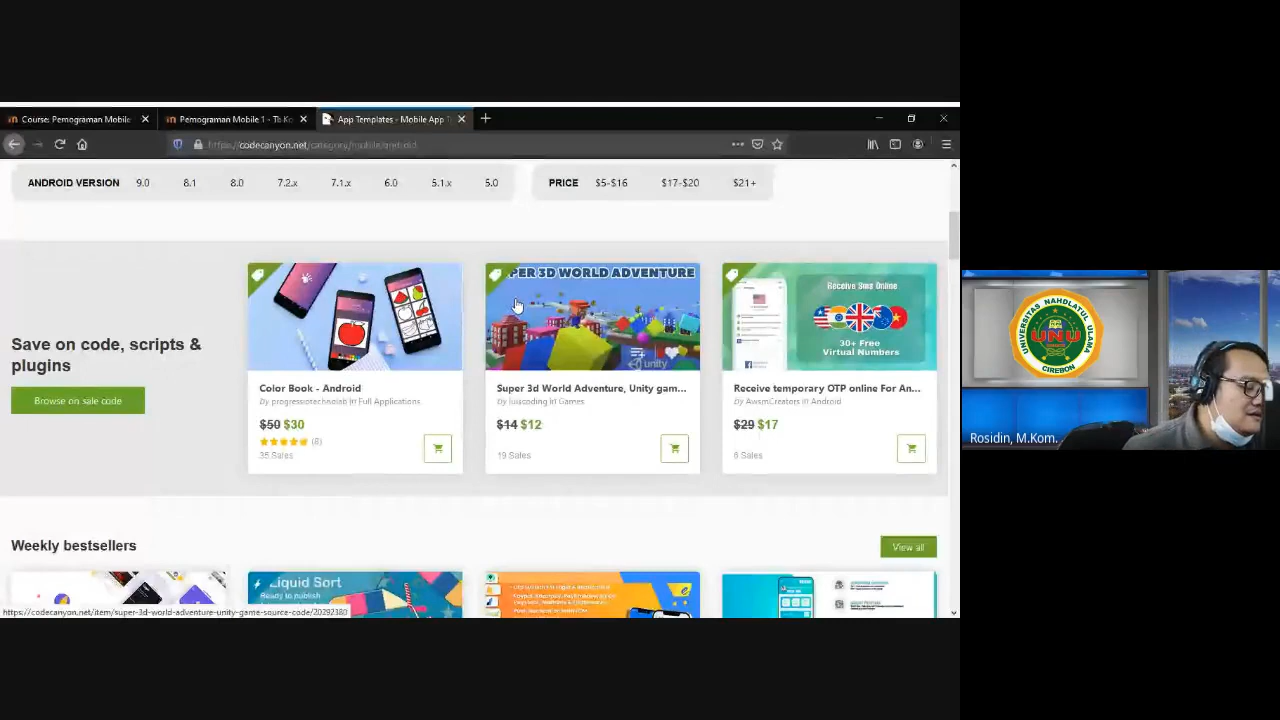 Course: Pemograman Mobile
Pemograman Mobile 1 - Tb Ko
App Templates - Mobile App T
https://codecanyon.net/category/mobile/android
ANDROID VERSION 9.0 8.1 8.0 7.2.x 7.1.x 6.0 5.1.x 5.0
PRICE $5-$16 $17-$20 $21+
Save on code, scripts &
plugins
Browse on sale code
Color Book - Android
By progressiotechnolab in Full Applications
$50 $30
(8)
35 Sales
PER 3D WORLD ADVENTURE
unity
Super 3d World Adventure, Unity gam...
By luiscoding in Games
$14 $12
19 Sales
Receive Sms Online
30+ Free
Virtual Numbers
Receive temporary OTP online For An...
By AwsmCreators in Android
$29 $17
6 Sales
Weekly bestsellers
View all
Liquid Sort
Ready to publish
https://codecanyon.net/item/super-3d-world-adventure-unity-game-source-code/20292380
UNIVERSITAS NAHDLATUL ULAMA
UNU
CIREBON
Rosidin, M.Kom.